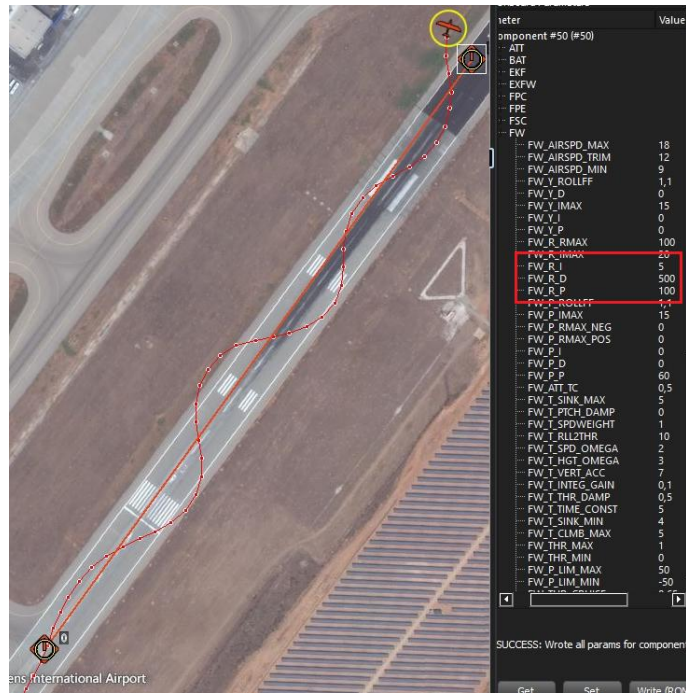 0
ens International Airport
neter Value
omponent #50 (#50)
ATT
BAT
EKF
EXFW
FPC
FPE
FSC
FW
FW_AIRSPD_MAX 18
FW_AIRSPD_TRIM 12
FW_AIRSPD_MIN 9
FW_Y_ROLLFF 1,1
FW_Y_D 0
FW_Y_IMAX 15
FW_Y_I 0
FW_Y_P 0
FW_R_RMAX 100
FW_R_IMAX 20
FW_R_I 5
FW_R_D 500
FW_R_P 100
FW_P_ROLLFF 1,1
FW_P_IMAX 15
FW_P_RMAX_NEG 0
FW_P_RMAX_POS 0
FW_P_I 0
FW_P_D 0
FW_P_P 60
FW_ATT_TC 0,5
FW_T_SINK_MAX 5
FW_T_PTCH_DAMP 0
FW_T_SPDWEIGHT 1
FW_T_RLL2THR 10
FW_T_SPD_OMEGA 2
FW_T_HGT_OMEGA 3
FW_T_VERT_ACC 7
FW_T_INTEG_GAIN 0,1
FW_T_THR_DAMP 0,5
FW_T_TIME_CONST 5
FW_T_SINK_MIN 4
FW_T_CLMB_MAX 5
FW_THR_MAX 1
FW_THR_MIN 0
FW_P_LIM_MAX 50
FW_P_LIM_MIN -50
SUCCESS: Wrote all params for component
Get Set Write (ROM